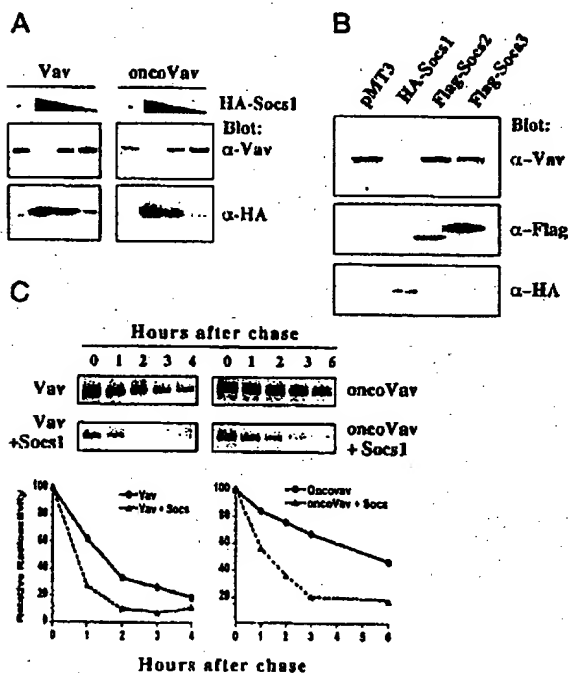 A
Vav oncoVav
- - HA-Socs1
Blot:
α-Vav
α-HA
B
pMT3 HA-Socs1 Flag-Socs2 Flag-Socs3
Blot:
α-Vav
α-Flag
α-HA
C
Hours after chase
0 1 2 3 4 0 1 2 3 6
Vav oncoVav
Vav +Socs1 oncoVav + Socs1
Relative Radioactivity
100 80 60 40 20 0
Vav
Vav + Socs
0 1 2 3 4
100 80 60 40 20
Oncovav
oncoVav + Socs
0 1 2 3 4 5 6
Hours after chase